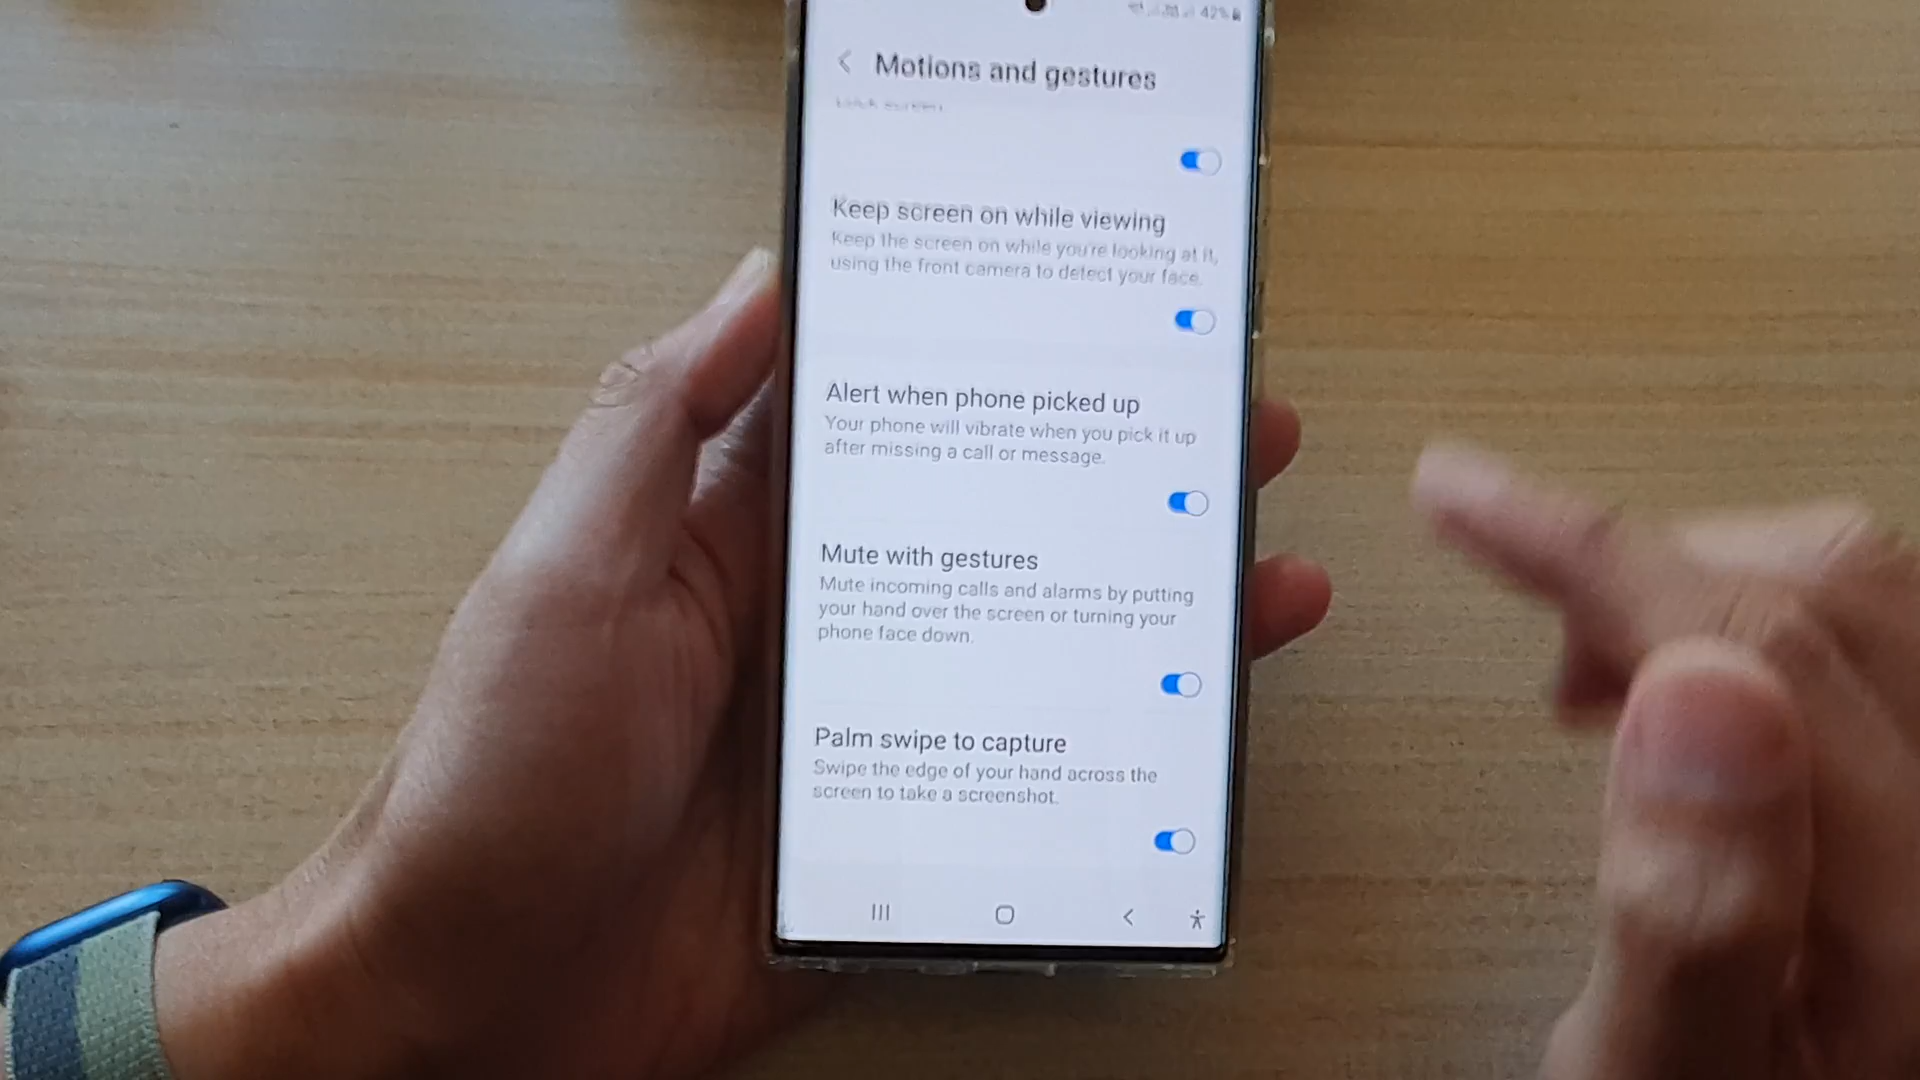 42%
Motions and gestures
Keep screen on while viewing
Keep the screen on while you're looking at it,
using the front camera to detect your face.
Alert when phone picked up
Your phone will vibrate when you pick it up
after missing a call or message.
Mute with gestures
Mute incoming calls and alarms by putting
your hand over the screen or turning your
phone face down.
Palm swipe to capture
Swipe the edge of your hand across the
screen to take a screenshot.